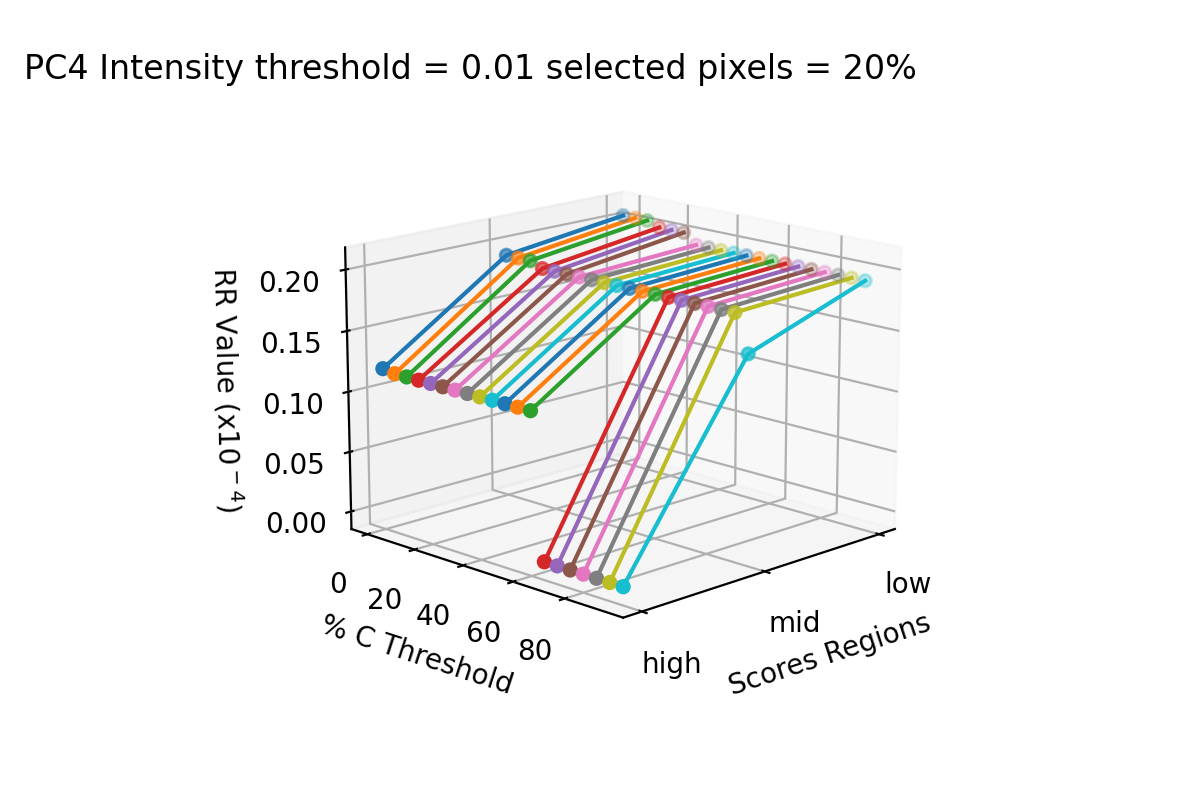 PC4 Intensity threshold = 0.01 selected pixels = 20%
RR Value (x10⁻⁴)
0.20
0.15
0.10
0.05
0.00
0
20
40
60
80
% C Threshold
high
mid
low
Scores Regions